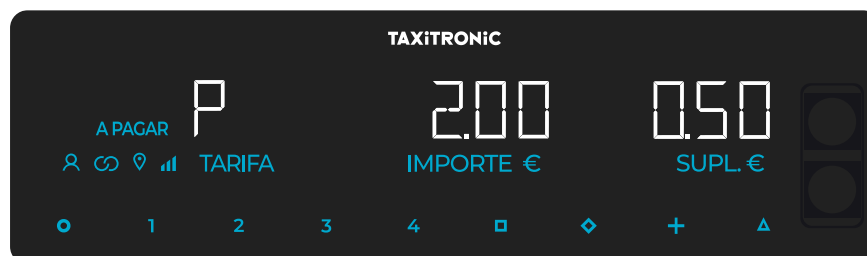 TAXiTRONiC
P 2.00 0.50
A PAGAR
TARIFA IMPORTE € SUPL. €
1 2 3 4